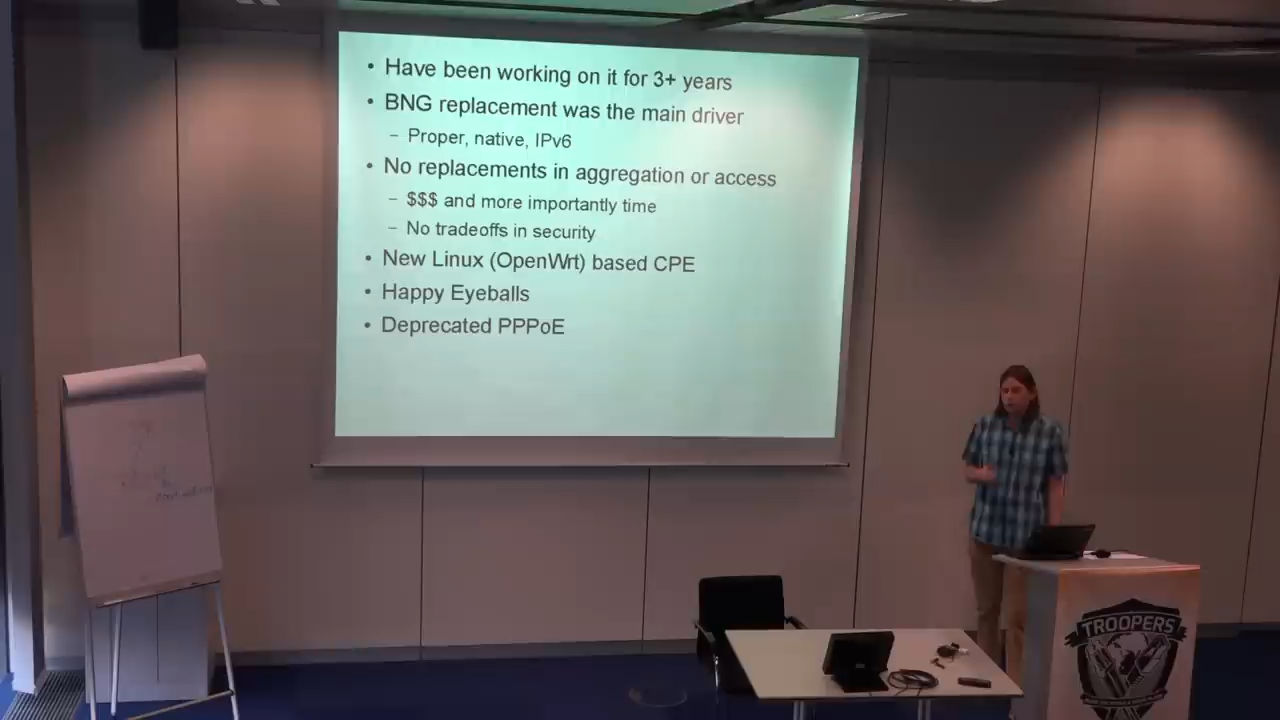 • Have been working on it for 3+ years
• BNG replacement was the main driver
– Proper, native, IPv6
• No replacements in aggregation or access
– $$$ and more importantly time
– No tradeoffs in security
• New Linux (OpenWrt) based CPE
• Happy Eyeballs
• Deprecated PPPoE
TROOPERS